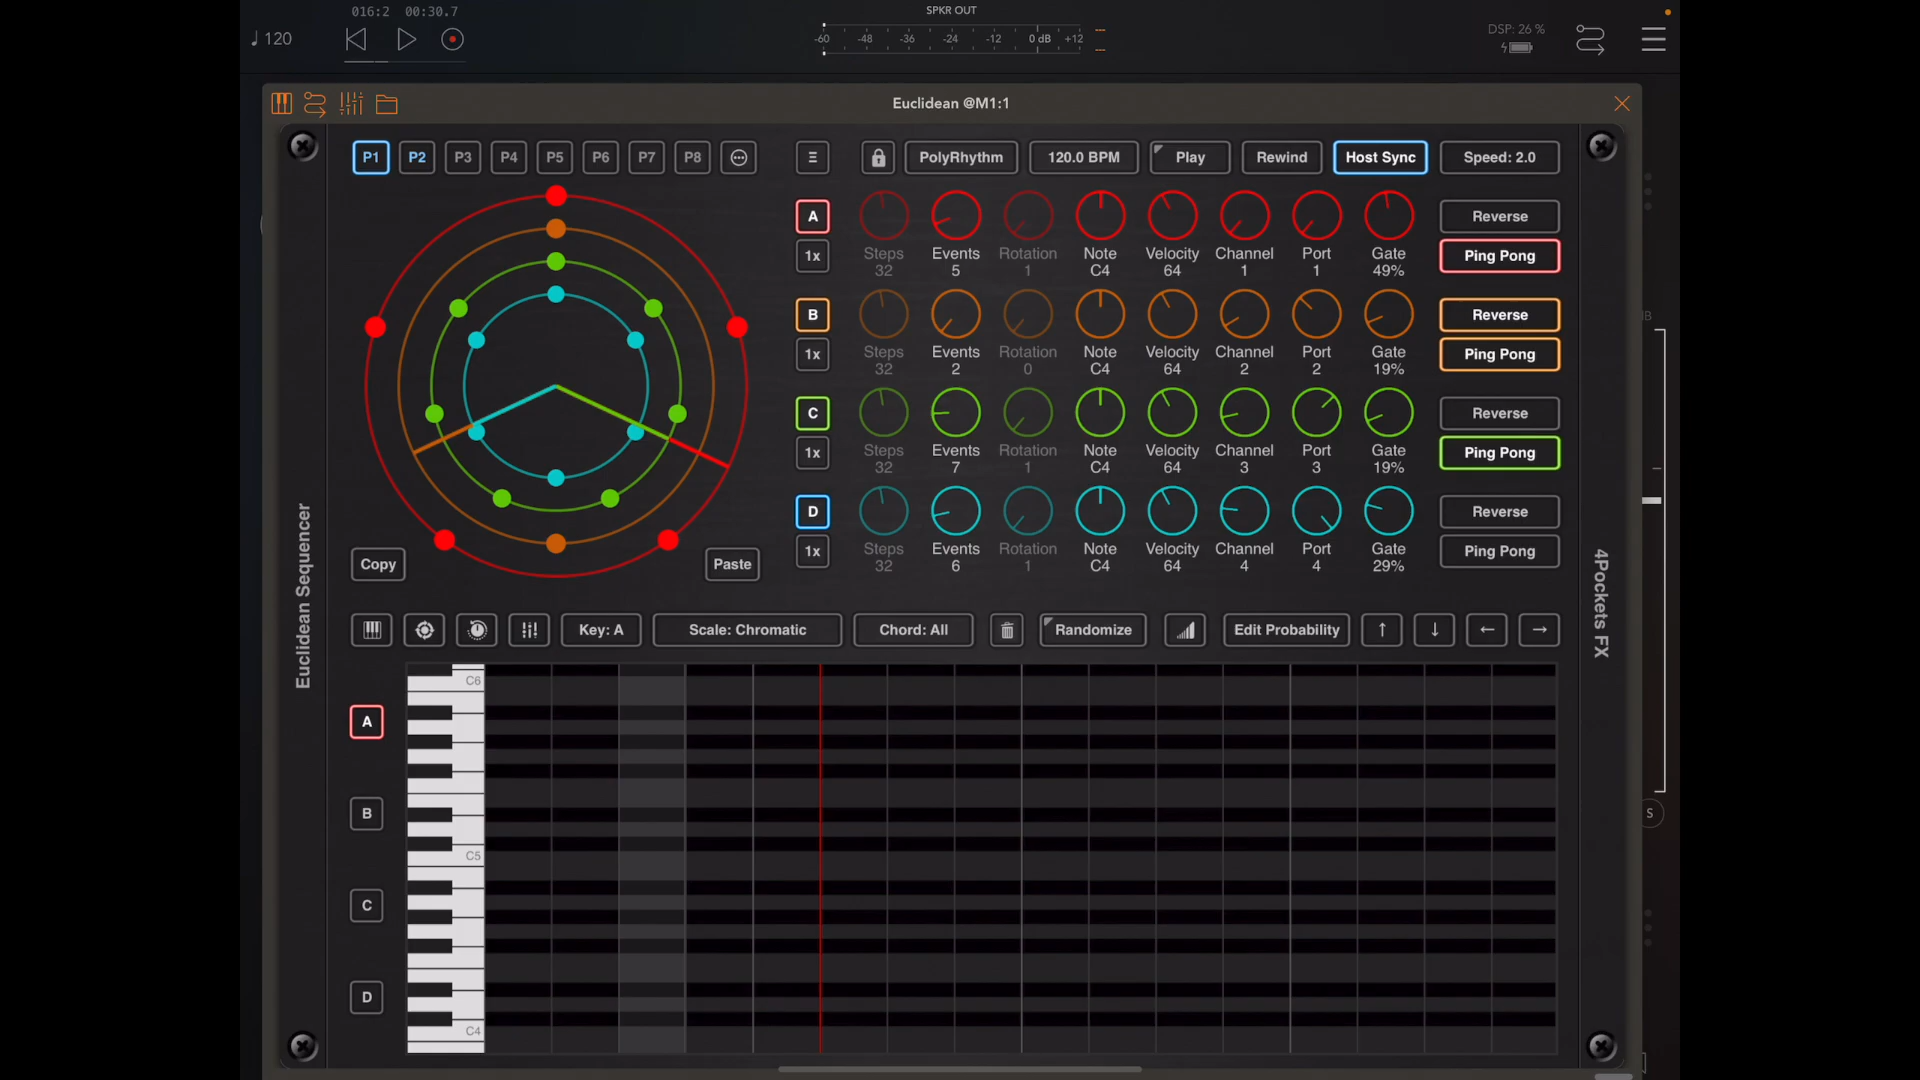 016:2 00:30.7
120
SPKR OUT
-60 -48 -36 -24 -12 0 dB +12
DSP: 26 %
Euclidean @M1:1
P1 P2 P3 P4 P5 P6 P7 P8
PolyRhythm 120.0 BPM Play Rewind Host Sync Speed: 2.0
A Reverse
1x Steps Events Rotation Note Velocity Channel Port Gate Ping Pong
32 5 1 C4 64 1 1 49%
B Reverse
1x Steps Events Rotation Note Velocity Channel Port Gate Ping Pong
32 2 0 C4 64 2 2 19%
C Reverse
1x Steps Events Rotation Note Velocity Channel Port Gate Ping Pong
32 7 1 C4 64 3 3 19%
D Reverse
1x Steps Events Rotation Note Velocity Channel Port Gate Ping Pong
32 6 1 C4 64 4 4 29%
Copy Paste
Euclidean Sequencer
4Pockets FX
Key: A Scale: Chromatic Chord: All Randomize Edit Probability ↑ ↓ ← →
C6
A
B
C5
C
D
C4
S